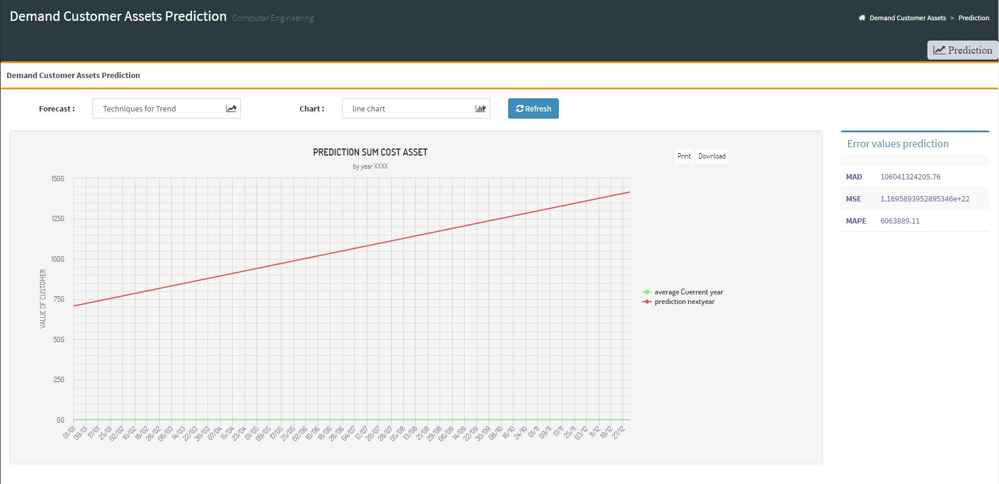 Demand Customer Assets Prediction Computer Engineering
Demand Customer Assets > Prediction
Prediction
Demand Customer Assets Prediction
Forecast : Techniques for Trend Chart : line chart Refresh
PREDICTION SUM COST ASSET
by year XXXX
Print Download
VALUE OF CUSTOMER
150G
125G
100G
75G
50G
25G
0G
01/01 09/01 17/01 25/01 02/02 10/02 18/02 26/02 06/03 14/03 22/03 30/03 07/04 15/04 23/04 01/05 09/05 17/05 25/05 02/06 10/06 18/06 26/06 04/07 12/07 20/07 28/07 05/08 13/08 21/08 29/08 06/09 14/09 22/09 30/09 08/10 16/10 24/10 01/11 09/11 17/11 25/11 03/12 11/12 19/12 27/12
average Cuerrent year
prediction nextyear
Error values prediction
MAD 106041324205.76
MSE 1.1695893952895346e+22
MAPE 6063889.11